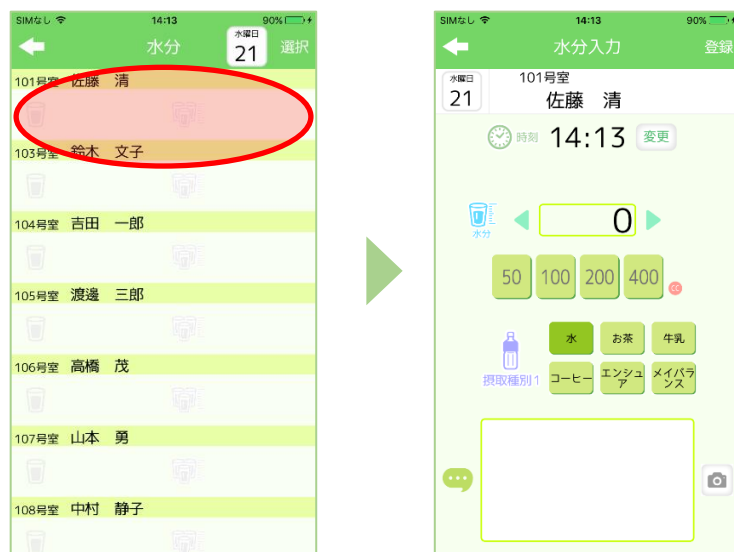 SIMなし 14:13 90%
水分
水曜日
21
選択
101号室 佐藤 清
103号室 鈴木 文子
104号室 吉田 一郎
105号室 渡邊 三郎
106号室 高橋 茂
107号室 山本 勇
108号室 中村 静子
SIMなし 14:13 90%
水分入力 登録
水曜日
21
101号室
佐藤 清
時刻 14:13 変更
水分
0
50 100 200 400 cc
水 お茶 牛乳
摂取種別1
コーヒー エンシュア メイバランス